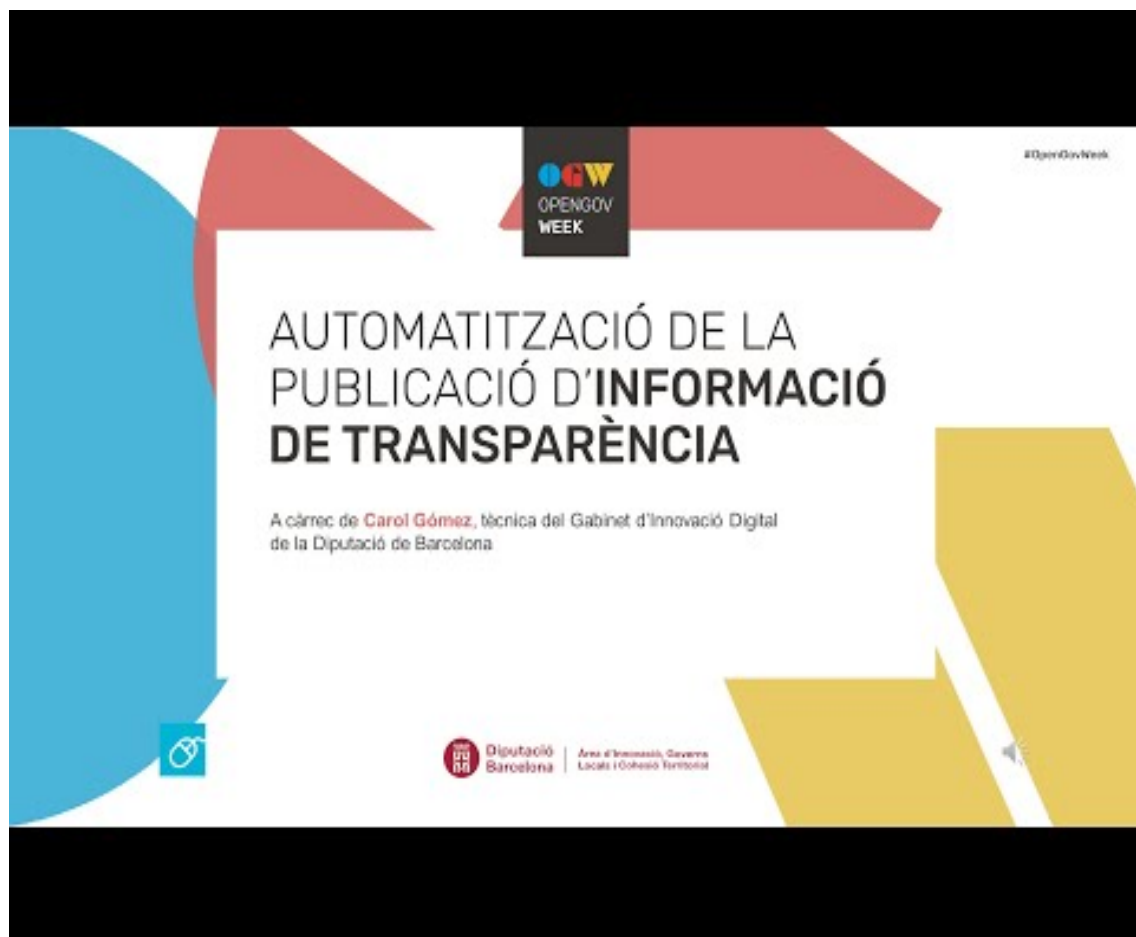 #OpenGovWeek
OGW
OPENGOV
WEEK
AUTOMATITZACIÓ DE LA
PUBLICACIÓ D'INFORMACIÓ
DE TRANSPARÈNCIA
A càrrec de Carol Gómez, tècnica del Gabinet d'Innovació Digital
de la Diputació de Barcelona
Diputació
Barcelona
Àrea d'Innovació, Governs
Locals i Cohesió Territorial